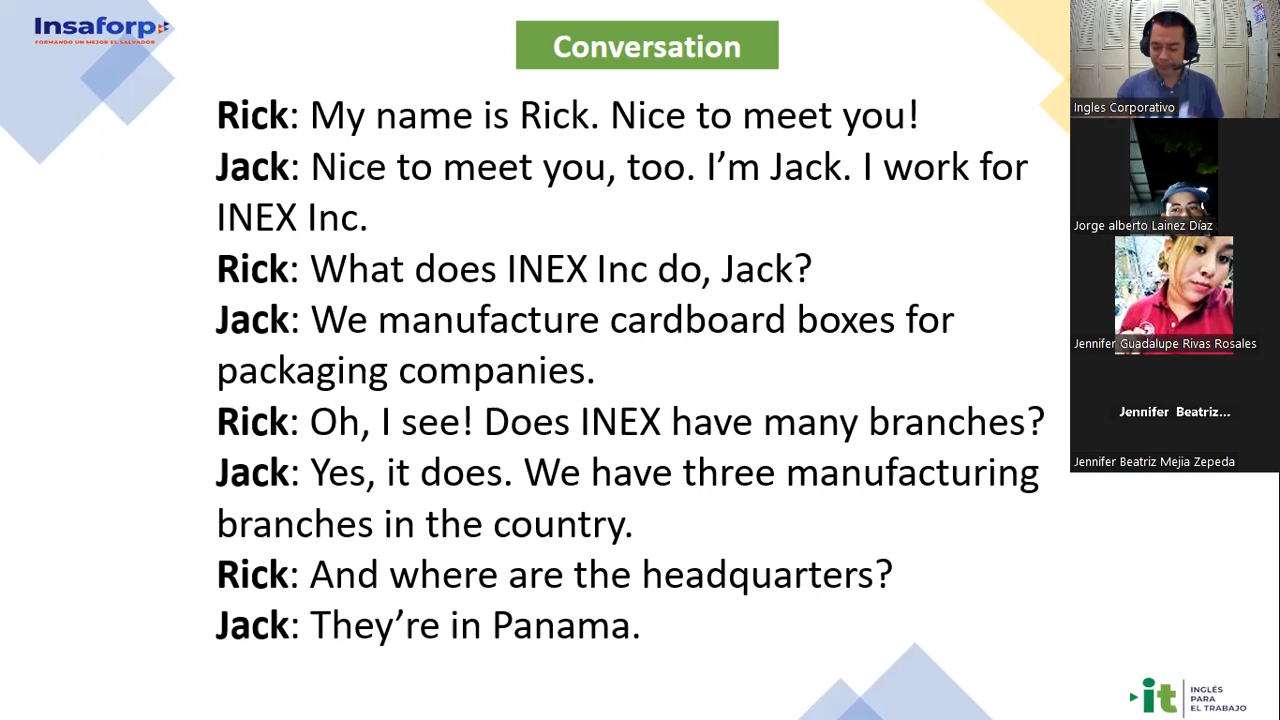 Insaforp
FORMANDO UN MEJOR EL SALVADOR
Conversation
Rick: My name is Rick. Nice to meet you!
Jack: Nice to meet you, too. I’m Jack. I work for
INEX Inc.
Rick: What does INEX Inc do, Jack?
Jack: We manufacture cardboard boxes for
packaging companies.
Rick: Oh, I see! Does INEX have many branches?
Jack: Yes, it does. We have three manufacturing
branches in the country.
Rick: And where are the headquarters?
Jack: They’re in Panama.
Ingles Corporativo
Jorge alberto Lainez Díaz
Jennifer Guadalupe Rivas Rosales
Jennifer Beatriz...
Jennifer Beatriz Mejia Zepeda
it
INGLÉS
PARA
EL TRABAJO